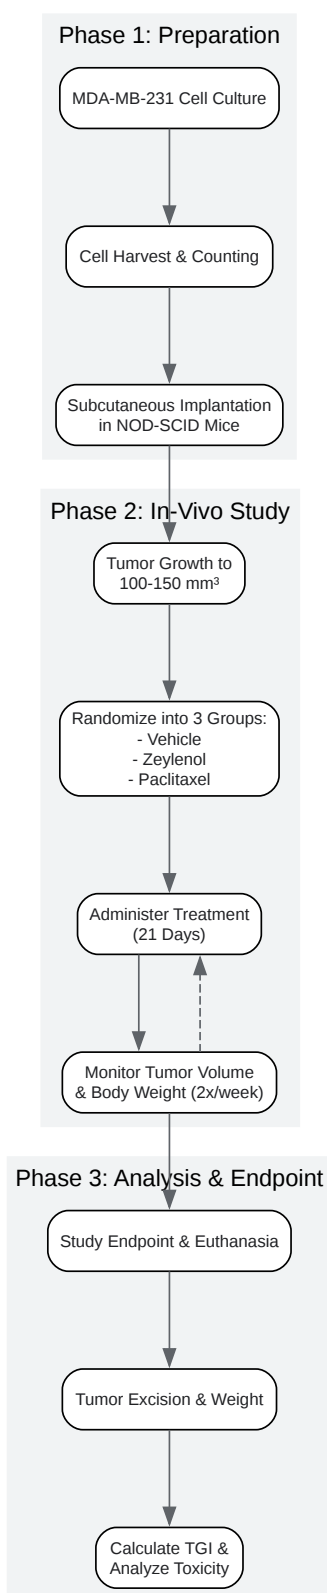 Phase 1: Preparation
MDA-MB-231 Cell Culture
Cell Harvest & Counting
Subcutaneous Implantation
in NOD-SCID Mice
Phase 2: In-Vivo Study
Tumor Growth to
100-150 mm³
Randomize into 3 Groups:
- Vehicle
- Zeylenol
- Paclitaxel
Administer Treatment
(21 Days)
Monitor Tumor Volume
& Body Weight (2x/week)
Phase 3: Analysis & Endpoint
Study Endpoint & Euthanasia
Tumor Excision & Weight
Calculate TGI &
Analyze Toxicity